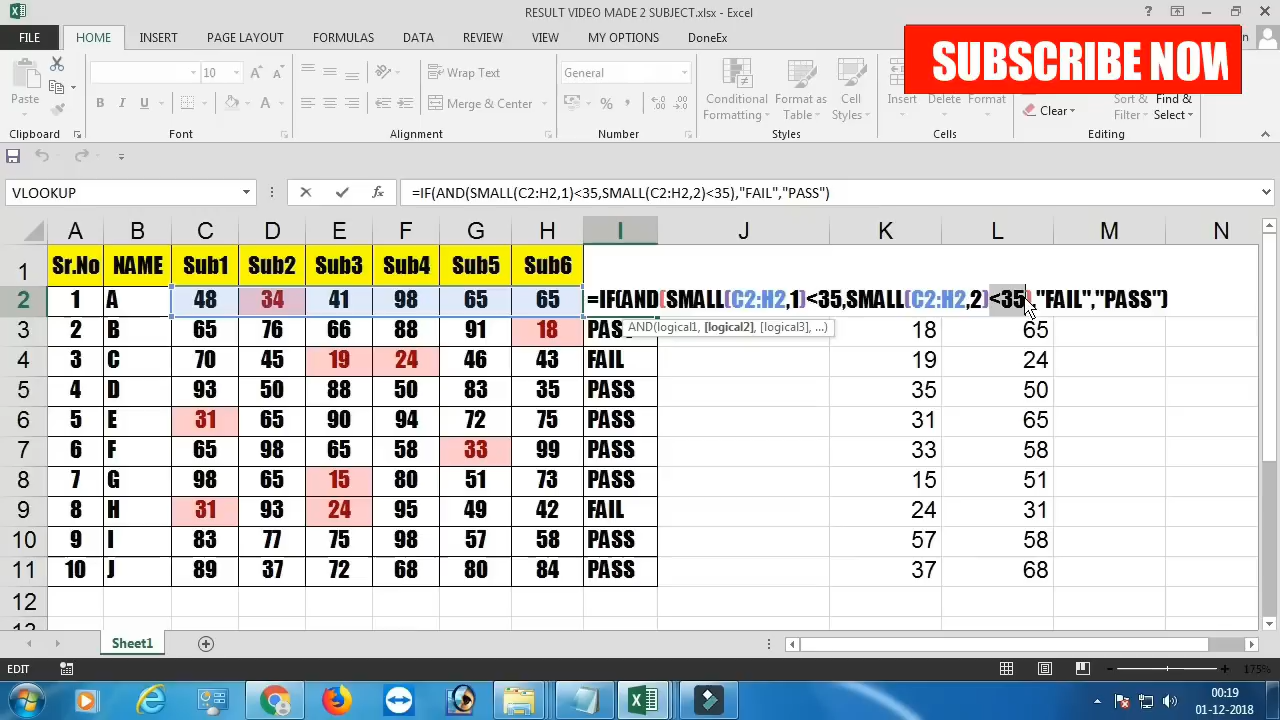 RESULT VIDEO MADE 2 SUBJECT.xlsx - Excel
FILE HOME INSERT PAGE LAYOUT FORMULAS DATA REVIEW VIEW MY OPTIONS DoneEx
SUBSCRIBE NOW
Paste
Clipboard
10
B I U
Font
Wrap Text
Merge & Center
Alignment
General
Number
Conditional Formatting
Format as Table
Cell Styles
Styles
Insert Delete Format
Cells
Clear
Sort & Filter
Find & Select
Editing
VLOOKUP
=IF(AND(SMALL(C2:H2,1)<35,SMALL(C2:H2,2)<35),"FAIL","PASS")
A B C D E F G H I J K L M N
1 Sr.No NAME Sub1 Sub2 Sub3 Sub4 Sub5 Sub6
2 1 A 48 34 41 98 65 65 =IF(AND(SMALL(C2:H2,1)<35,SMALL(C2:H2,2)<35),"FAIL","PASS")
AND(logical1, [logical2], [logical3], ...)
3 2 B 65 76 66 88 91 18 PASS 18 65
4 3 C 70 45 19 24 46 43 FAIL 19 24
5 4 D 93 50 88 50 83 35 PASS 35 50
6 5 E 31 65 90 94 72 75 PASS 31 65
7 6 F 65 98 65 58 33 99 PASS 33 58
8 7 G 98 65 15 80 51 73 PASS 15 51
9 8 H 31 93 24 95 49 42 FAIL 24 31
10 9 I 83 77 75 98 57 58 PASS 57 58
11 10 J 89 37 72 68 80 84 PASS 37 68
12
Sheet1
EDIT
175%
00:19
01-12-2018